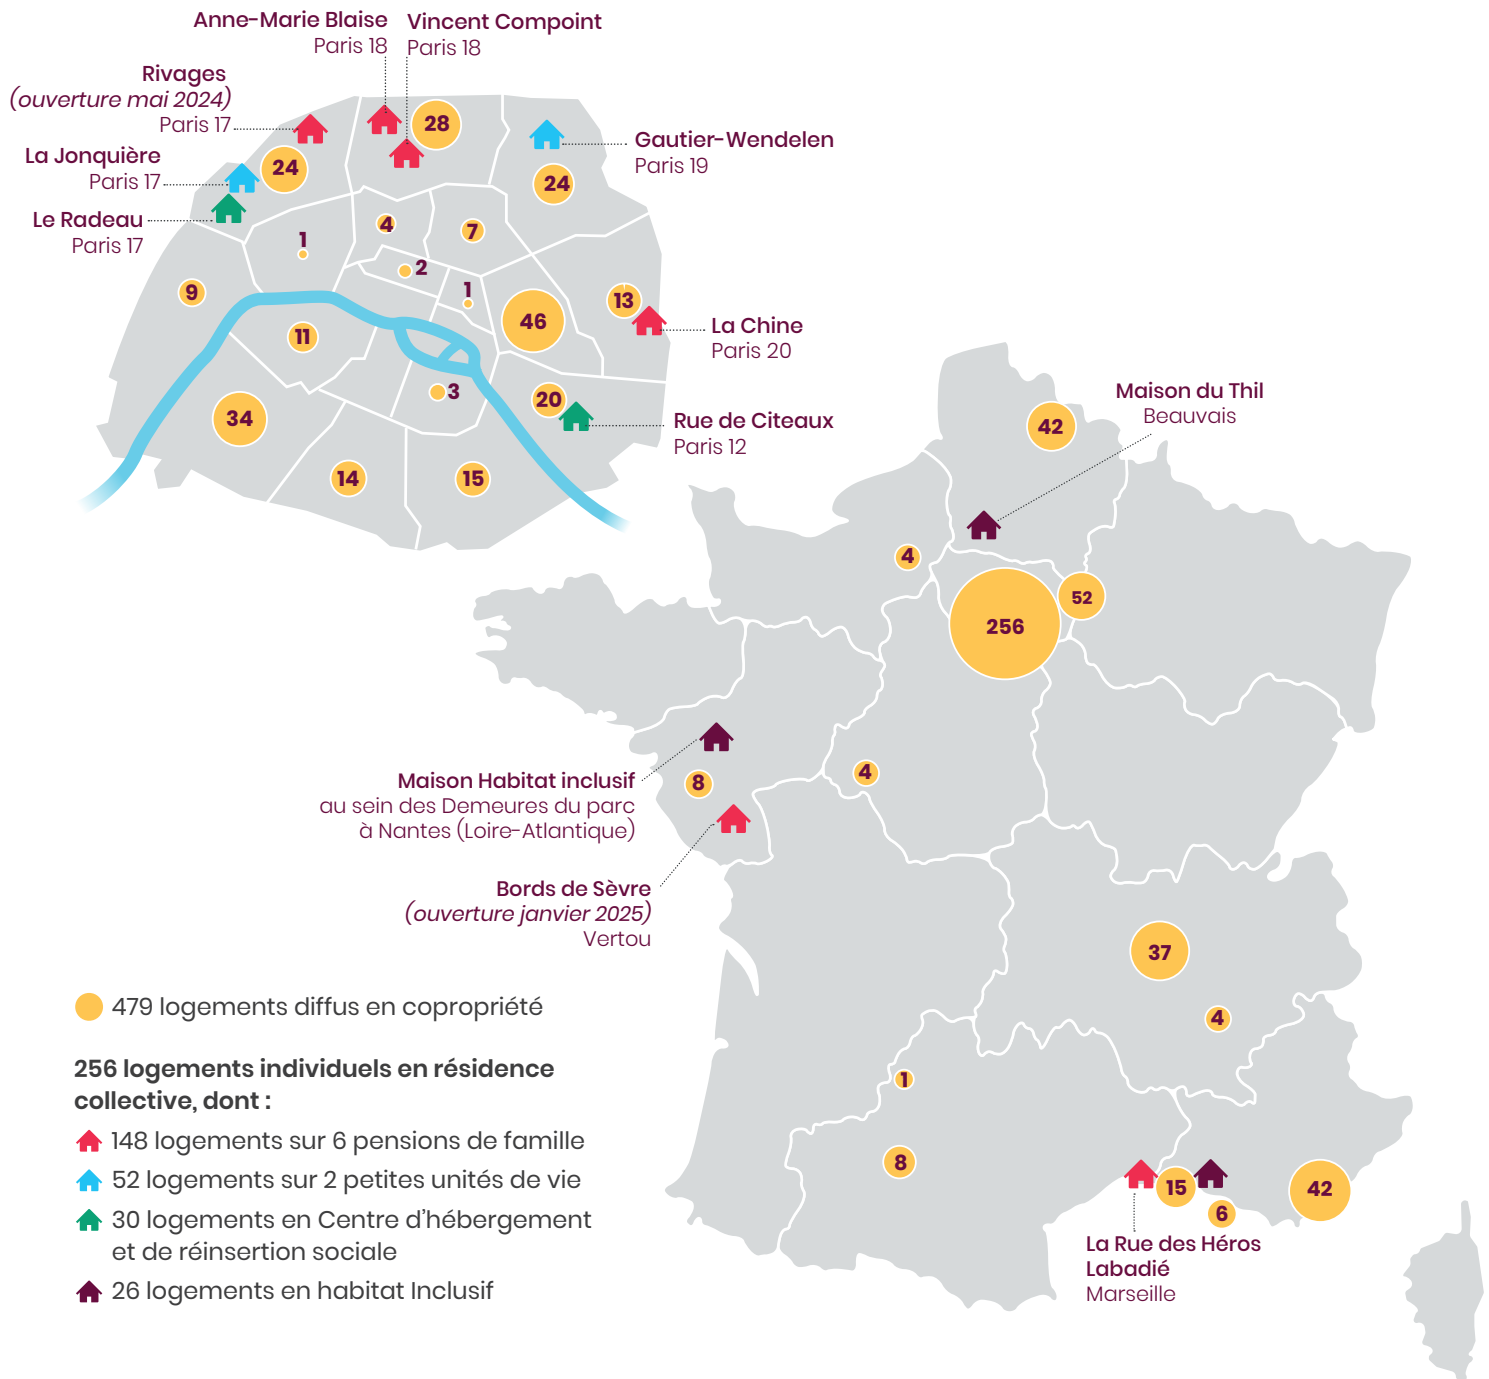 Anne-Marie Blaise
Paris 18
Vincent Compoint
Paris 18
Rivages
(ouverture mai 2024)
Paris 17
La Jonquière
Paris 17
Le Radeau
Paris 17
Gautier-Wendelen
Paris 19
La Chine
Paris 20
Rue de Citeaux
Paris 12
28
24
24
4
7
1
2
1
9
13
46
11
3
20
34
14
15
Maison du Thil
Beauvais
42
4
52
256
Maison Habitat inclusif
au sein des Demeures du parc
à Nantes (Loire-Atlantique)
8
4
Bords de Sèvre
(ouverture janvier 2025)
Vertou
37
4
1
8
15
6
42
La Rue des Héros
Labadié
Marseille
479 logements diffus en copropriété
256 logements individuels en résidence
collective, dont :
148 logements sur 6 pensions de famille
52 logements sur 2 petites unités de vie
30 logements en Centre d’hébergement
et de réinsertion sociale
26 logements en habitat Inclusif